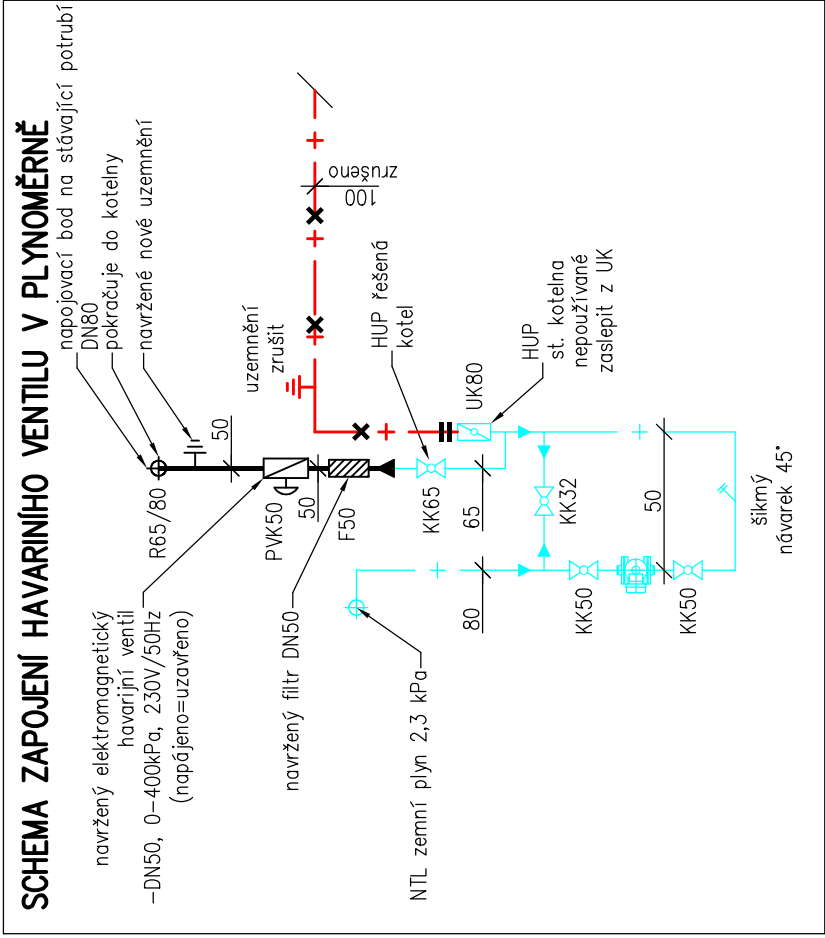 SCHEMA ZAPOJENÍ HAVARINÍHO VENTILU V PLYNOMĚRNĚ
napojovací bod na stávající potrubí
DN80
pokračuje do kotelny
navržené nové uzemnění
R65/80
50
navržený elektromagnetický
havarijní ventil
-DN50, 0-400kPa, 230V/50Hz
(napájeno=uzavřeno)
PVK50
50
F50
navržený filtr DN50
uzemnění
zrušit
100
zrušeno
HUP řešená
kotel
KK65
65
UK80
HUP
st. kotelna
nepoužívané
zaslepit z UK
NTL zemní plyn 2,3 kPa
80
KK32
KK50
50
KK50
šikmý
návarek 45°